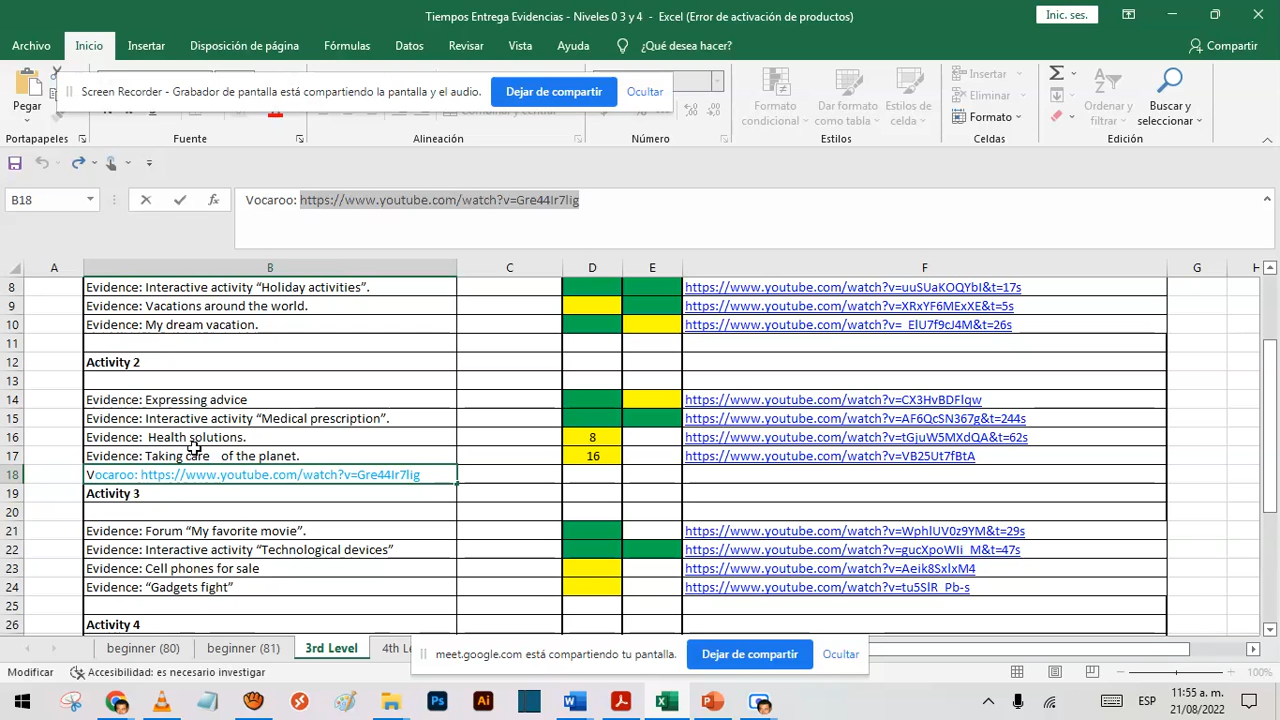 Tiempos Entrega Evidencias - Niveles 0 3 y 4 - Excel (Error de activación de productos)
Inic. ses.
Archivo Inicio Insertar Disposición de página Fórmulas Datos Revisar Vista Ayuda ¿Qué desea hacer? Compartir
Screen Recorder - Grabador de pantalla está compartiendo la pantalla y el audio. Dejar de compartir Ocultar
Pegar
Formato condicional
Dar formato como tabla
Estilos de celda
Insertar
Eliminar
Formato
Ordenar y filtrar
Buscar y seleccionar
Portapapeles Fuente Alineación Número Estilos Celdas Edición
B18 fx Vocaroo: https://www.youtube.com/watch?v=Gre44Ir7lig
A B C D E F G H
8 Evidence: Interactive activity “Holiday activities”. https://www.youtube.com/watch?v=uuSUaKOQYbI&t=17s
9 Evidence: Vacations around the world. https://www.youtube.com/watch?v=XRxYF6MExXE&t=5s
10 Evidence: My dream vacation. https://www.youtube.com/watch?v=_ElU7f9cJ4M&t=26s
11
12 Activity 2
13
14 Evidence: Expressing advice https://www.youtube.com/watch?v=CX3HvBDFlqw
15 Evidence: Interactive activity “Medical prescription”. https://www.youtube.com/watch?v=AF6QcSN367g&t=244s
16 Evidence: Health solutions. 8 https://www.youtube.com/watch?v=tGjuW5MXdQA&t=62s
17 Evidence: Taking care of the planet. 16 https://www.youtube.com/watch?v=VB25Ut7fBtA
18 Vocaroo: https://www.youtube.com/watch?v=Gre44Ir7lig
19 Activity 3
20
21 Evidence: Forum “My favorite movie”. https://www.youtube.com/watch?v=WphlUV0z9YM&t=29s
22 Evidence: Interactive activity “Technological devices” https://www.youtube.com/watch?v=gucXpoWIi_M&t=47s
23 Evidence: Cell phones for sale https://www.youtube.com/watch?v=Aeik8SxlxM4
24 Evidence: “Gadgets fight” https://www.youtube.com/watch?v=tu5SlR_Pb-s
25
26 Activity 4
beginner (80) beginner (81) 3rd Level 4th Le
meet.google.com está compartiendo tu pantalla. Dejar de compartir Ocultar
Modificar Accesibilidad: es necesario investigar 100%
ESP 11:55 a. m.
21/08/2022